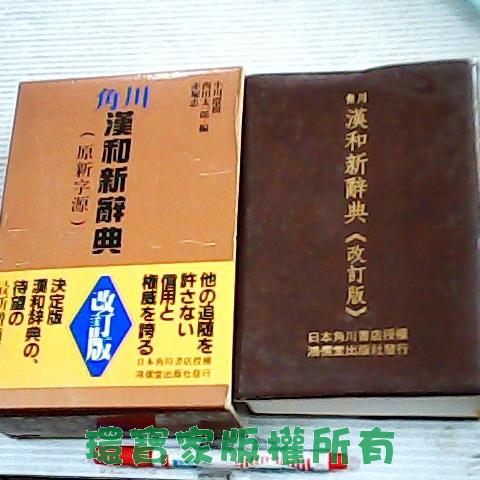 角川
漢和新辭典
(原新字源)
小川環樹
西田太一郎・編
赤塚忠
他の追随を
許さない
信用と
権威を誇る
改訂版
決定版
漢和辞典の、
待望の
日本角川書店授權
鴻儒堂出版社發行
角川
漢和新辭典《改訂版》
日本角川書店授權
鴻儒堂出版社發行
環寶家版權所有